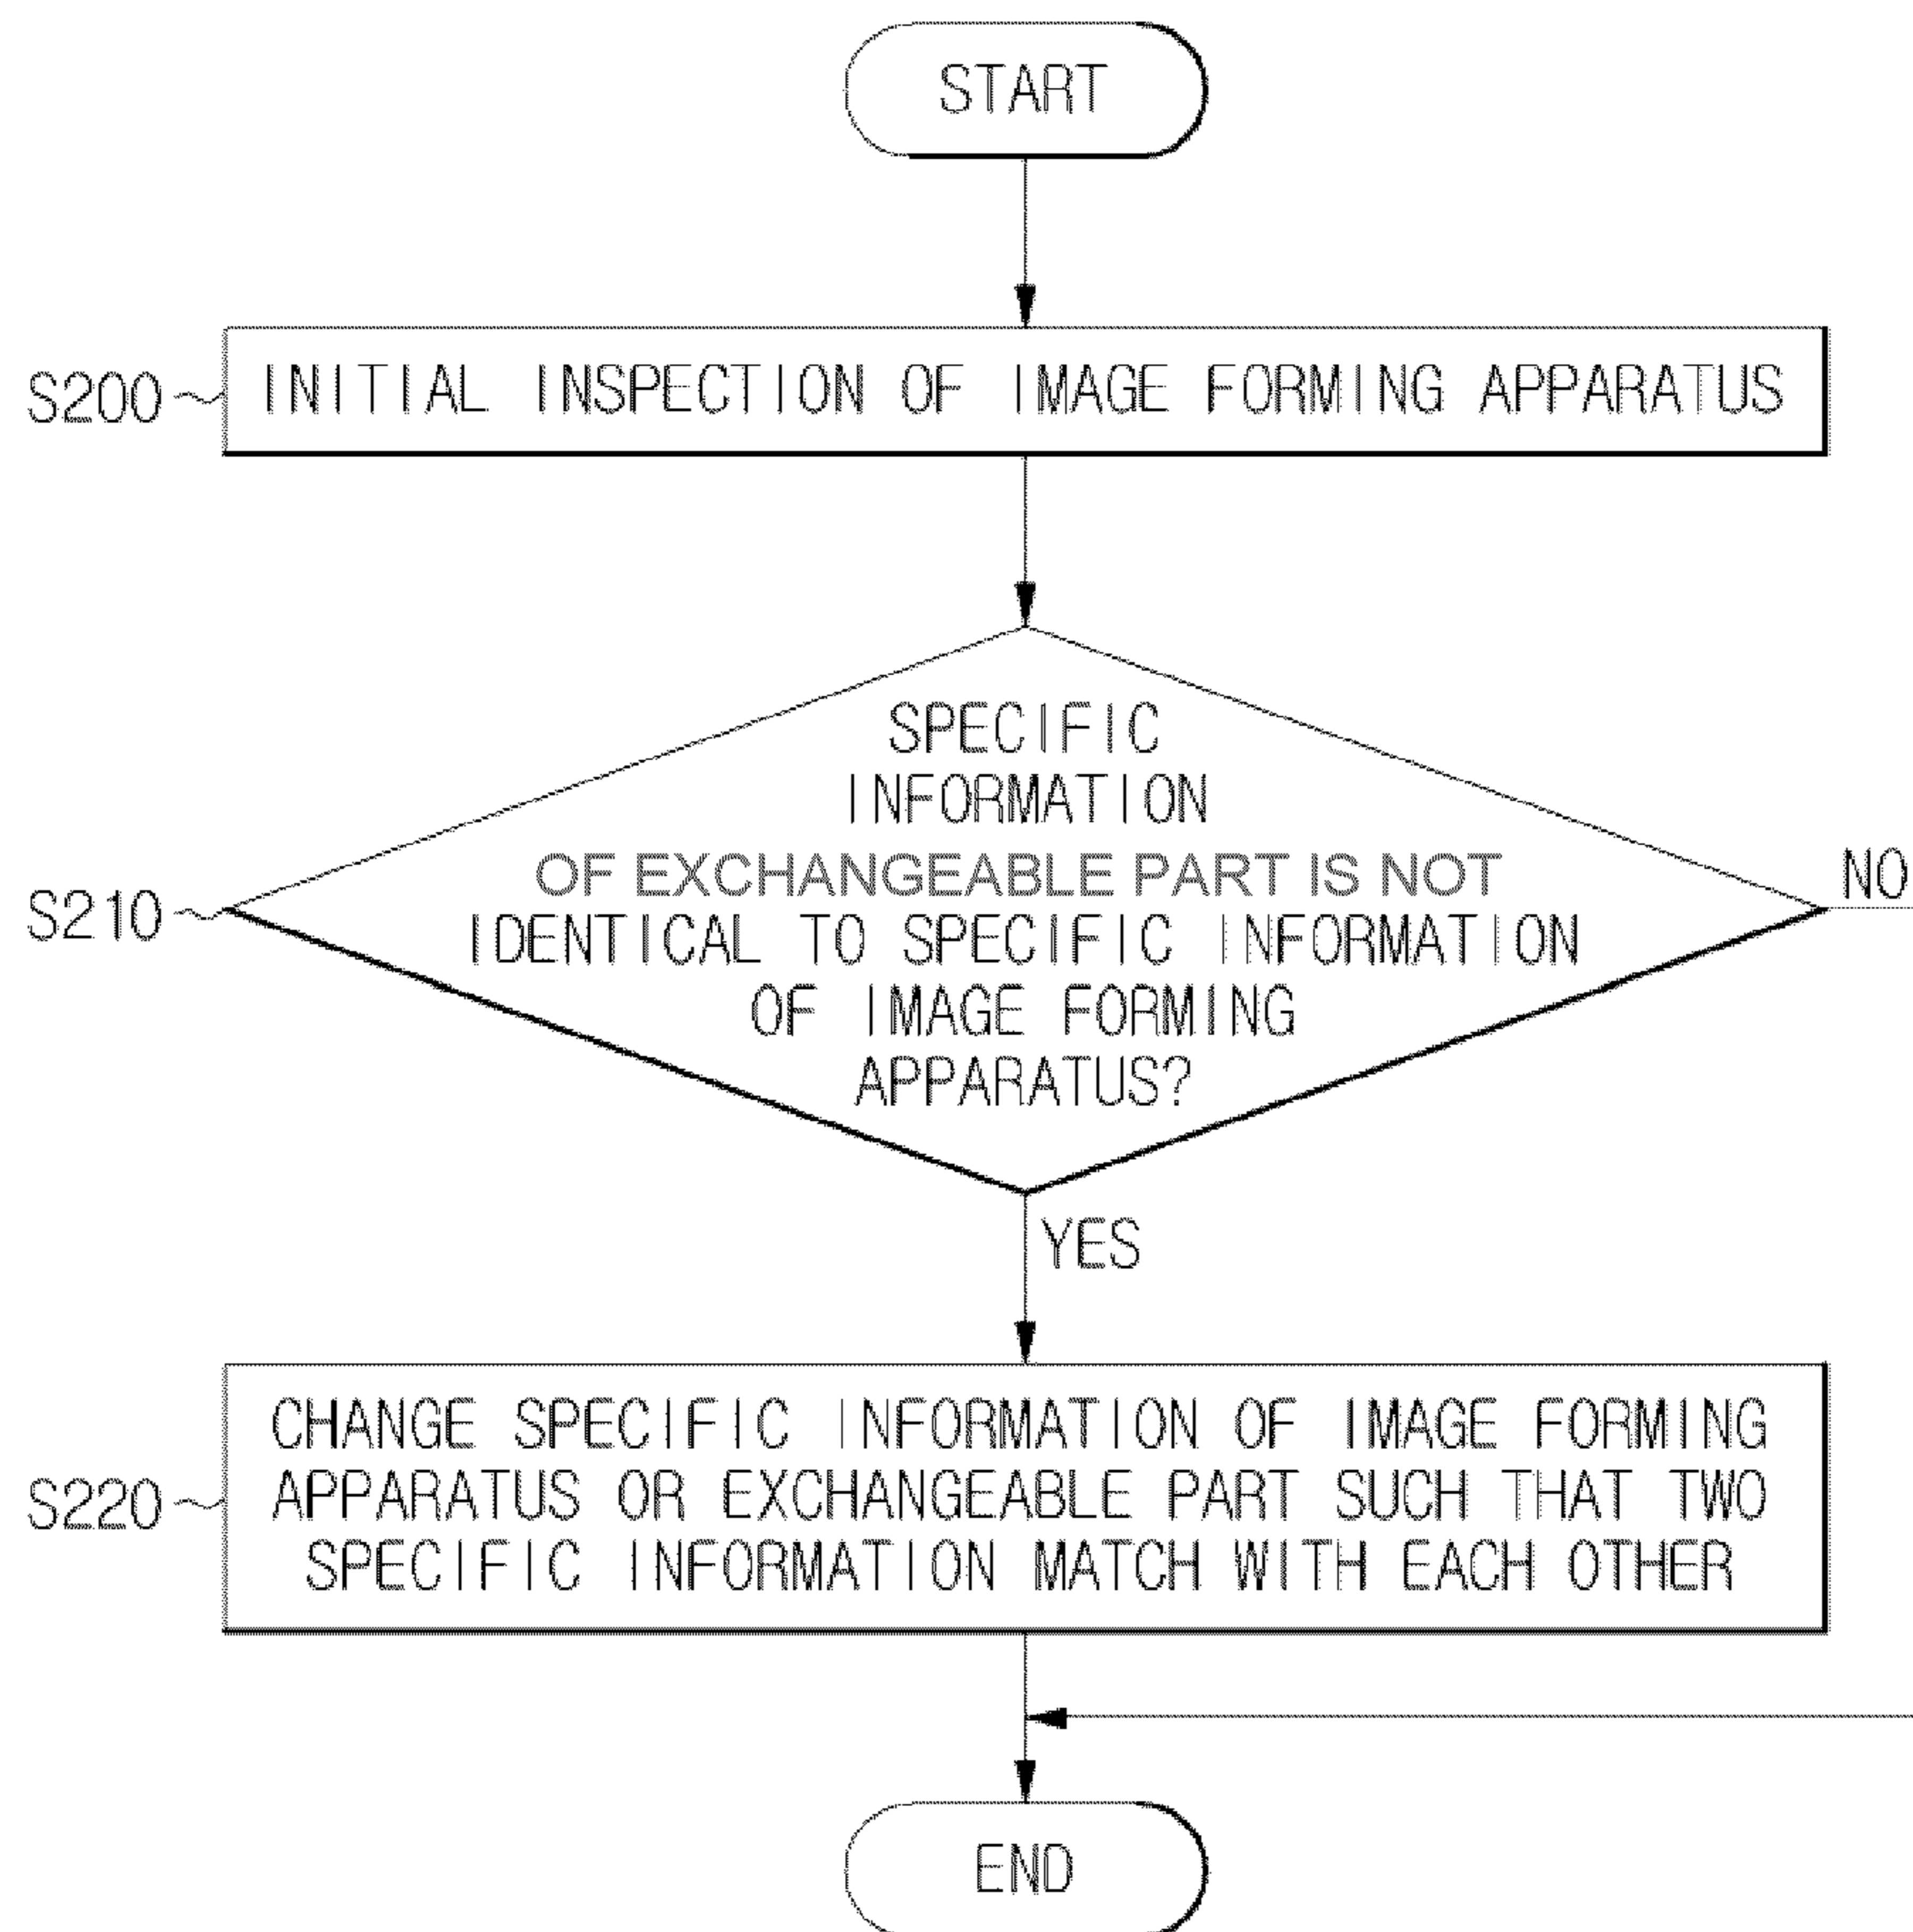 START
S200
INITIAL INSPECTION OF IMAGE FORMING APPARATUS
SPECIFIC
INFORMATION
OF EXCHANGEABLE PART IS NOT
IDENTICAL TO SPECIFIC INFORMATION
OF IMAGE FORMING
APPARATUS?
S210
NO
YES
S220
CHANGE SPECIFIC INFORMATION OF IMAGE FORMING
APPARATUS OR EXCHANGEABLE PART SUCH THAT TWO
SPECIFIC INFORMATION MATCH WITH EACH OTHER
END